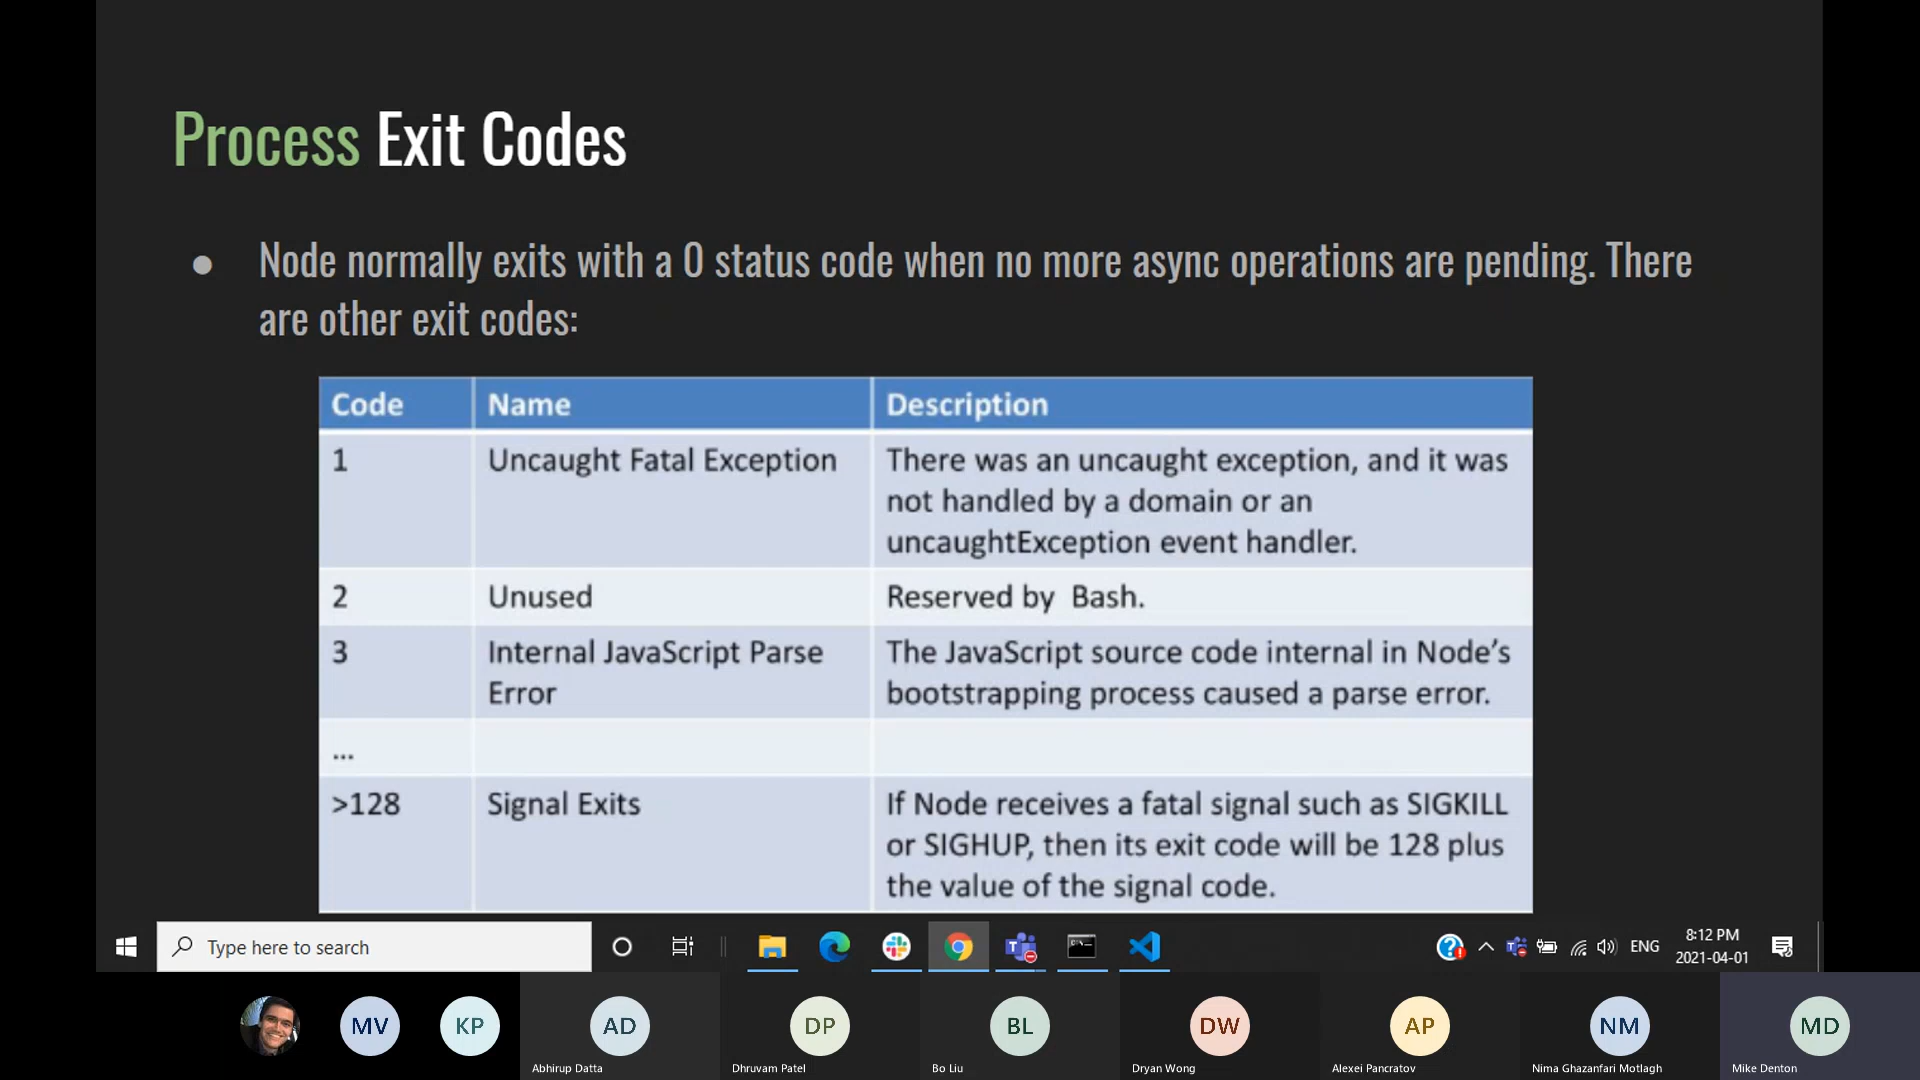 Process Exit Codes
● Node normally exits with a 0 status code when no more async operations are pending. There
are other exit codes:
Code Name Description
1 Uncaught Fatal Exception There was an uncaught exception, and it was
not handled by a domain or an
uncaughtException event handler.
2 Unused Reserved by  Bash.
3 Internal JavaScript Parse The JavaScript source code internal in Node’s
Error bootstrapping process caused a parse error.
...
>128 Signal Exits If Node receives a fatal signal such as SIGKILL
or SIGHUP, then its exit code will be 128 plus
the value of the signal code.
Type here to search
ENG
8:12 PM
2021-04-01
MV KP AD DP BL DW AP NM MD
Abhirup Datta Dhruvam Patel Bo Liu Dryan Wong Alexei Pancratov Nima Ghazanfari Motlagh Mike Denton